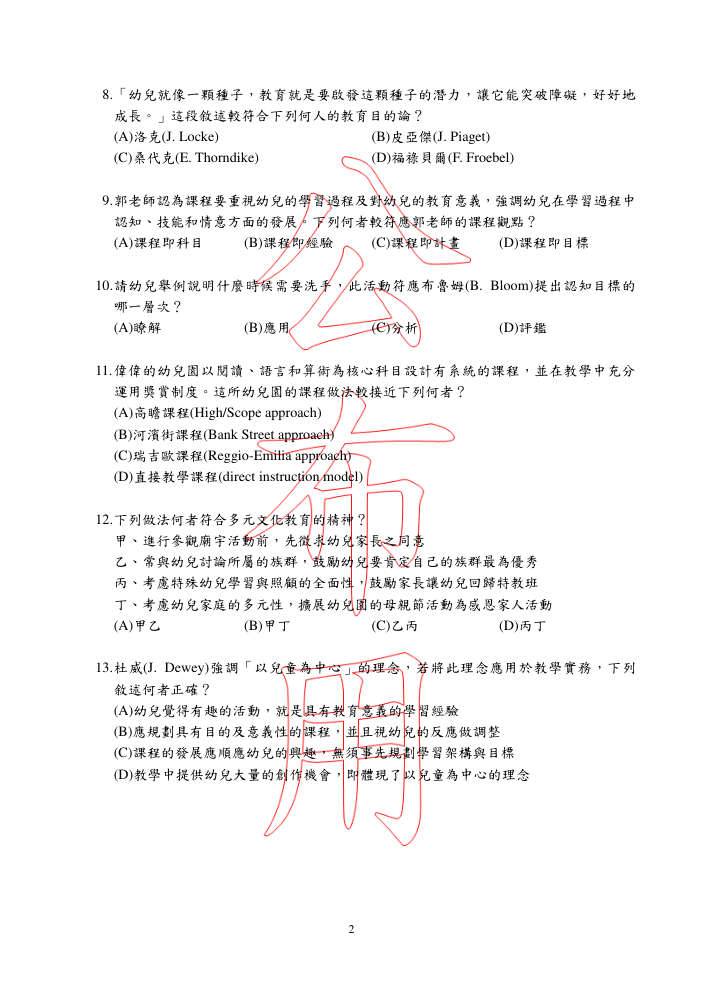 8.「幼兒就像一顆種子，教育就是要啟發這顆種子的潛力，讓它能突破障礙，好好地
成長。」這段敘述較符合下列何人的教育目的論？
(A)洛克(J. Locke) (B)皮亞傑(J. Piaget)
(C)桑代克(E. Thorndike) (D)福祿貝爾(F. Froebel)
9.郭老師認為課程要重視幼兒的學習過程及對幼兒的教育意義，強調幼兒在學習過程中
認知、技能和情意方面的發展。下列何者較符應郭老師的課程觀點？
(A)課程即科目 (B)課程即經驗 (C)課程即計畫 (D)課程即目標
10.請幼兒舉例說明什麼時候需要洗手，此活動符應布魯姆(B. Bloom)提出認知目標的
哪一層次？
(A)瞭解 (B)應用 (C)分析 (D)評鑑
11.偉偉的幼兒園以閱讀、語言和算術為核心科目設計有系統的課程，並在教學中充分
運用獎賞制度。這所幼兒園的課程做法較接近下列何者？
(A)高瞻課程(High/Scope approach)
(B)河濱街課程(Bank Street approach)
(C)瑞吉歐課程(Reggio-Emilia approach)
(D)直接教學課程(direct instruction model)
12.下列做法何者符合多元文化教育的精神？
甲、進行參觀廟宇活動前，先徵求幼兒家長之同意
乙、常與幼兒討論所屬的族群，鼓勵幼兒要肯定自己的族群最為優秀
丙、考慮特殊幼兒學習與照顧的全面性，鼓勵家長讓幼兒回歸特教班
丁、考慮幼兒家庭的多元性，擴展幼兒園的母親節活動為感恩家人活動
(A)甲乙 (B)甲丁 (C)乙丙 (D)丙丁
13.杜威(J. Dewey)強調「以兒童為中心」的理念，若將此理念應用於教學實務，下列
敘述何者正確？
(A)幼兒覺得有趣的活動，就是具有教育意義的學習經驗
(B)應規劃具有目的及意義性的課程，並且視幼兒的反應做調整
(C)課程的發展應順應幼兒的興趣，無須事先規劃學習架構與目標
(D)教學中提供幼兒大量的創作機會，即體現了以兒童為中心的理念
公布用
2